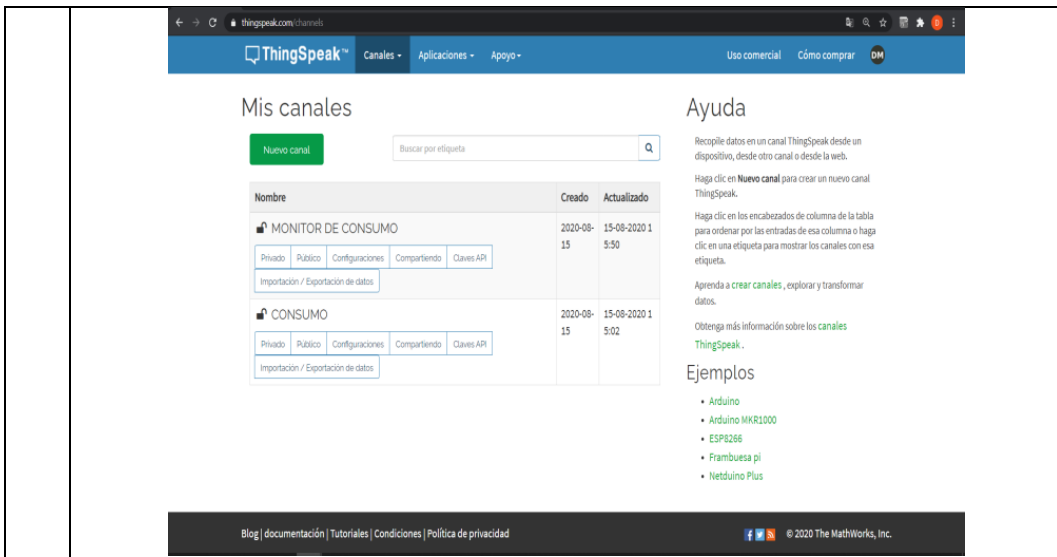 thingspeak.com/channels
ThingSpeak™ Canales Aplicaciones Apoyo Uso comercial Cómo comprar DM
Mis canales
Nuevo canal
Buscar por etiqueta
Nombre Creado Actualizado
MONITOR DE CONSUMO 2020-08-15 15-08-2020 1
5:50
Privado Público Configuraciones Compartiendo Claves API
Importación / Exportación de datos
CONSUMO 2020-08-15 15-08-2020 1
5:02
Privado Público Configuraciones Compartiendo Claves API
Importación / Exportación de datos
Ayuda
Recopile datos en un canal ThingSpeak desde un
dispositivo, desde otro canal o desde la web.
Haga clic en Nuevo canal para crear un nuevo canal
ThingSpeak.
Haga clic en los encabezados de columna de la tabla
para ordenar por las entradas de esa columna o haga
clic en una etiqueta para mostrar los canales con esa
etiqueta.
Aprenda a crear canales , explorar y transformar
datos.
Obtenga más información sobre los canales
ThingSpeak .
Ejemplos
• Arduino
• Arduino MKR1000
• ESP8266
• Frambuesa pi
• Netduino Plus
Blog | documentación | Tutoriales | Condiciones | Política de privacidad
© 2020 The MathWorks, Inc.